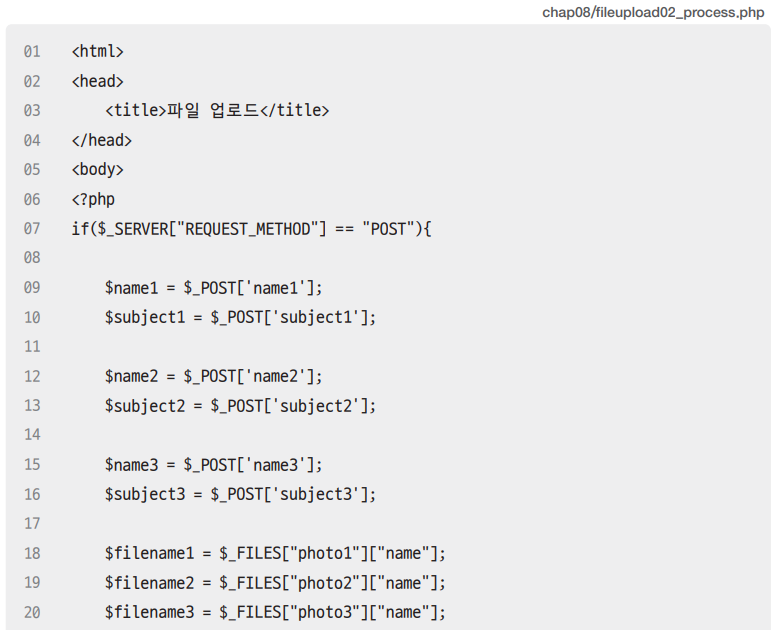 chap08/fileupload02_process.php
01 <html>
02 <head>
03     <title>파일 업로드</title>
04 </head>
05 <body>
06 <?php
07 if($_SERVER["REQUEST_METHOD"] == "POST"){
08
09     $name1 = $_POST['name1'];
10     $subject1 = $_POST['subject1'];
11
12     $name2 = $_POST['name2'];
13     $subject2 = $_POST['subject2'];
14
15     $name3 = $_POST['name3'];
16     $subject3 = $_POST['subject3'];
17
18     $filename1 = $_FILES["photo1"]["name"];
19     $filename2 = $_FILES["photo2"]["name"];
20     $filename3 = $_FILES["photo3"]["name"];